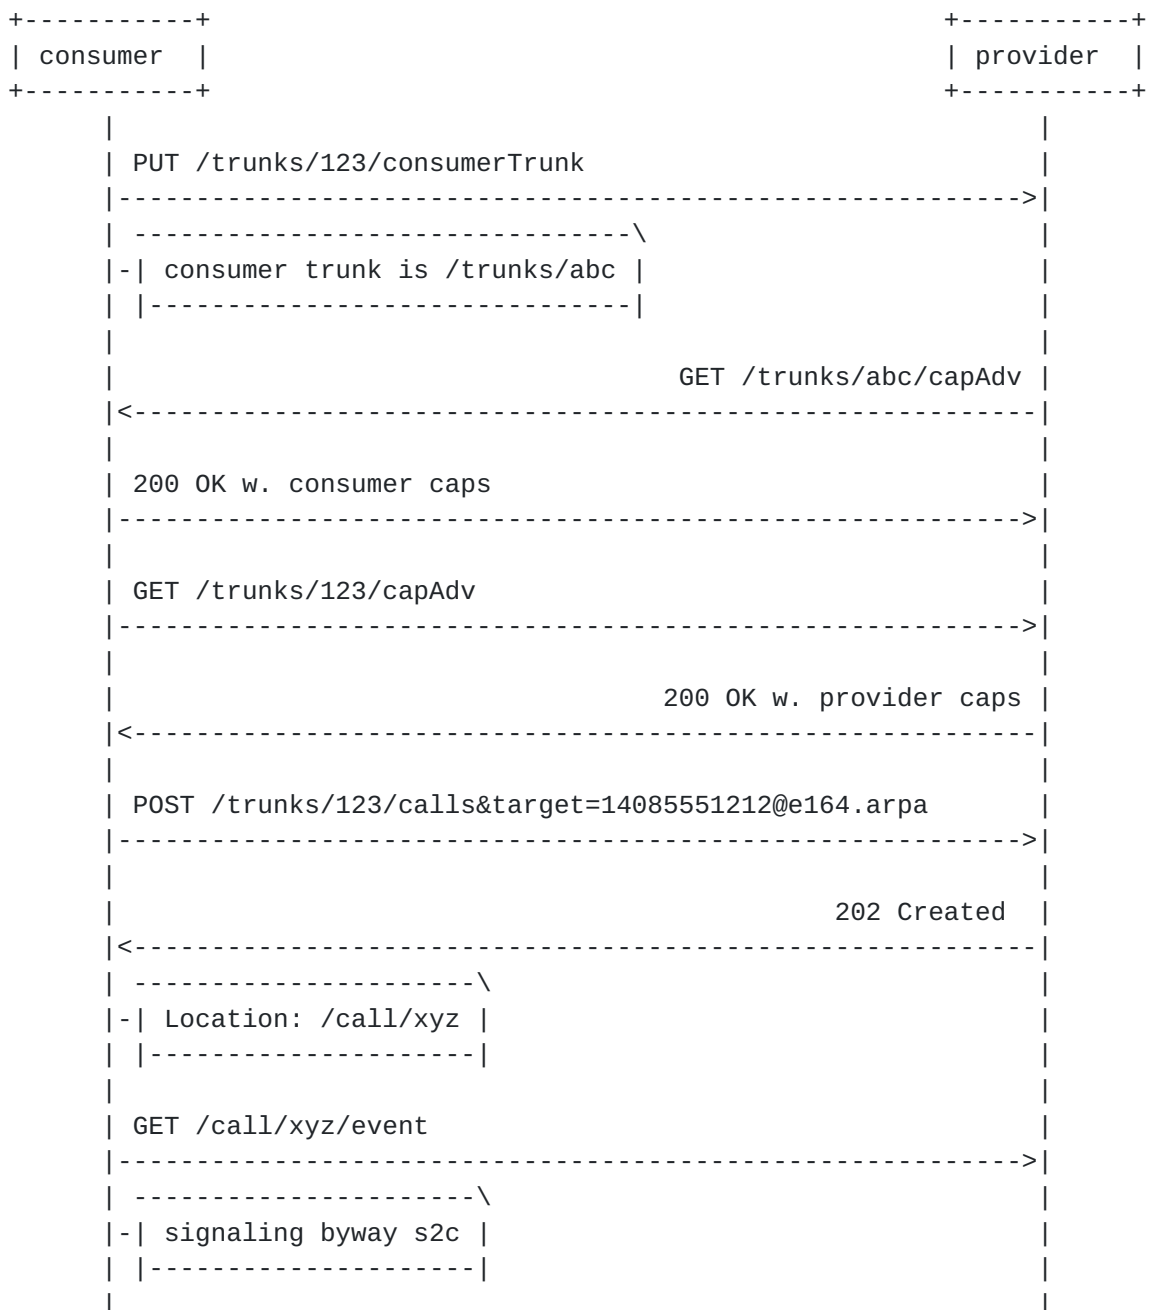 consumer provider
PUT /trunks/123/consumerTrunk
consumer trunk is /trunks/abc
GET /trunks/abc/capAdv
200 OK w. consumer caps
GET /trunks/123/capAdv
200 OK w. provider caps
POST /trunks/123/calls&target=14085551212@e164.arpa
202 Created
Location: /call/xyz
GET /call/xyz/event
signaling byway s2c